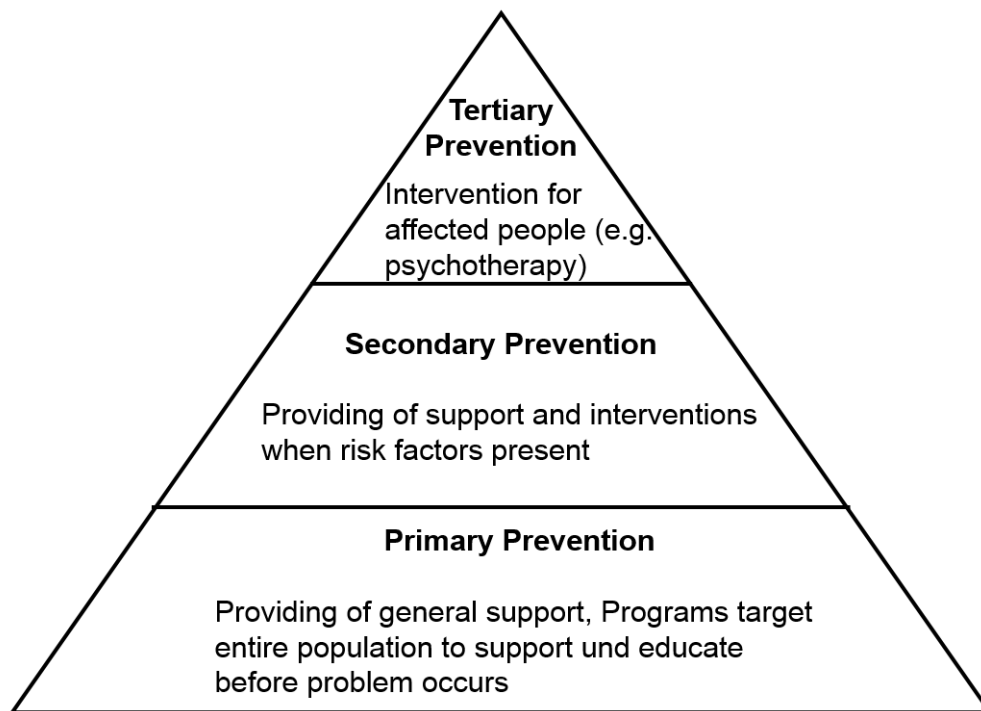 Tertiary
Prevention
Intervention for
affected people (e.g.
psychotherapy)
Secondary Prevention
Providing of support and interventions
when risk factors present
Primary Prevention
Providing of general support, Programs target
entire population to support und educate
before problem occurs